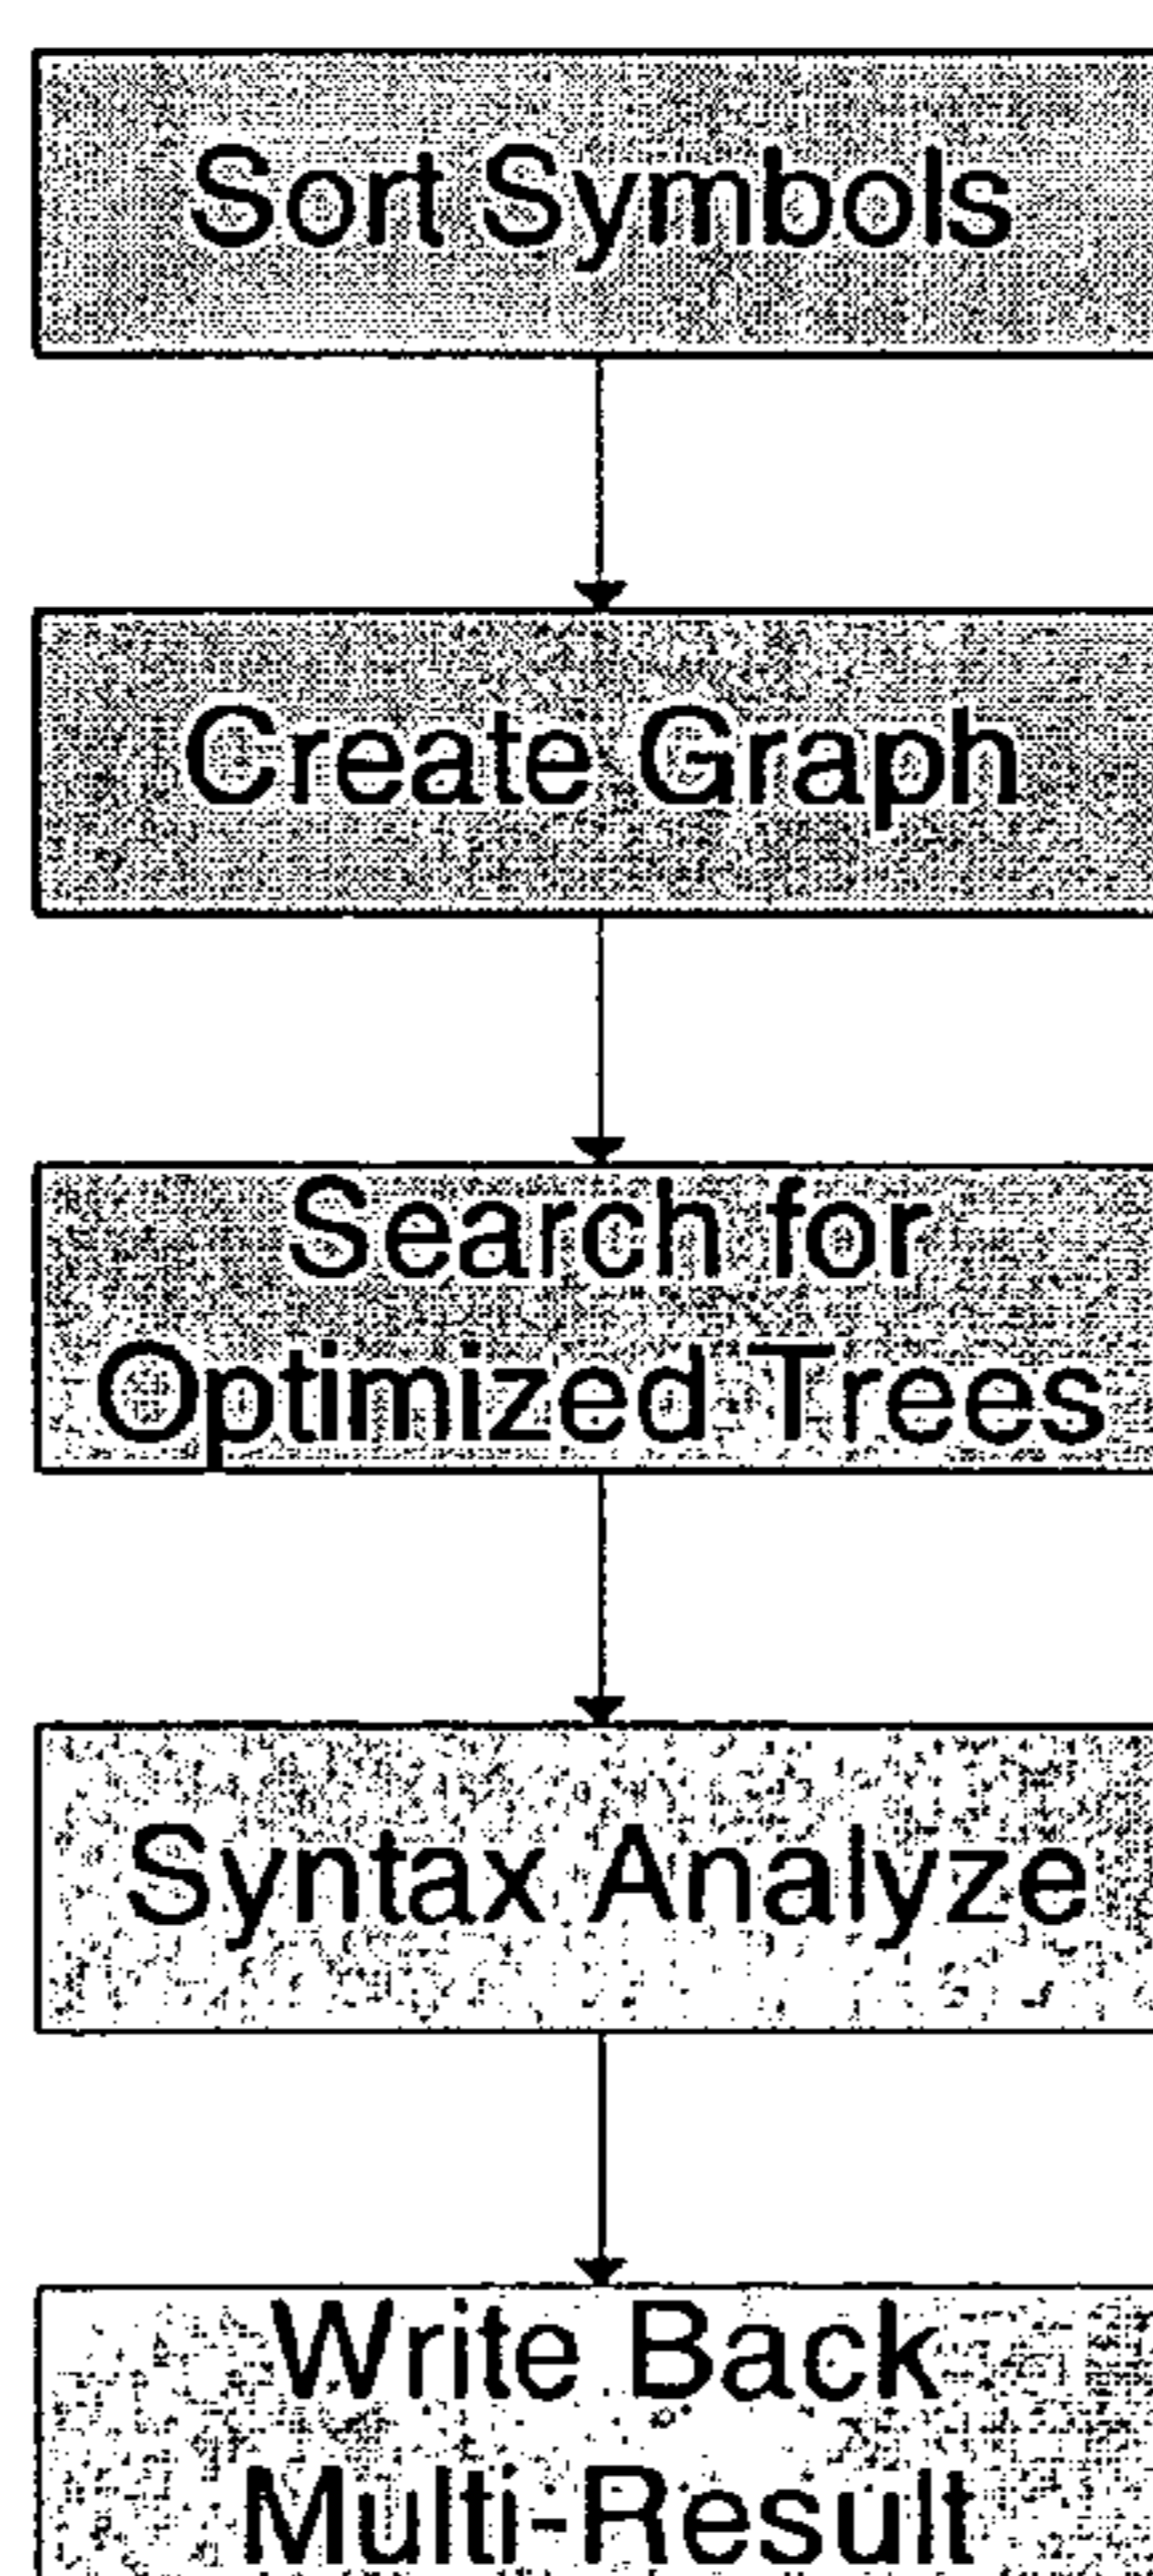 Sort Symbols
Create Graph
Search for
Optimized Trees
Syntax Analyze
Write Back
Multi-Result